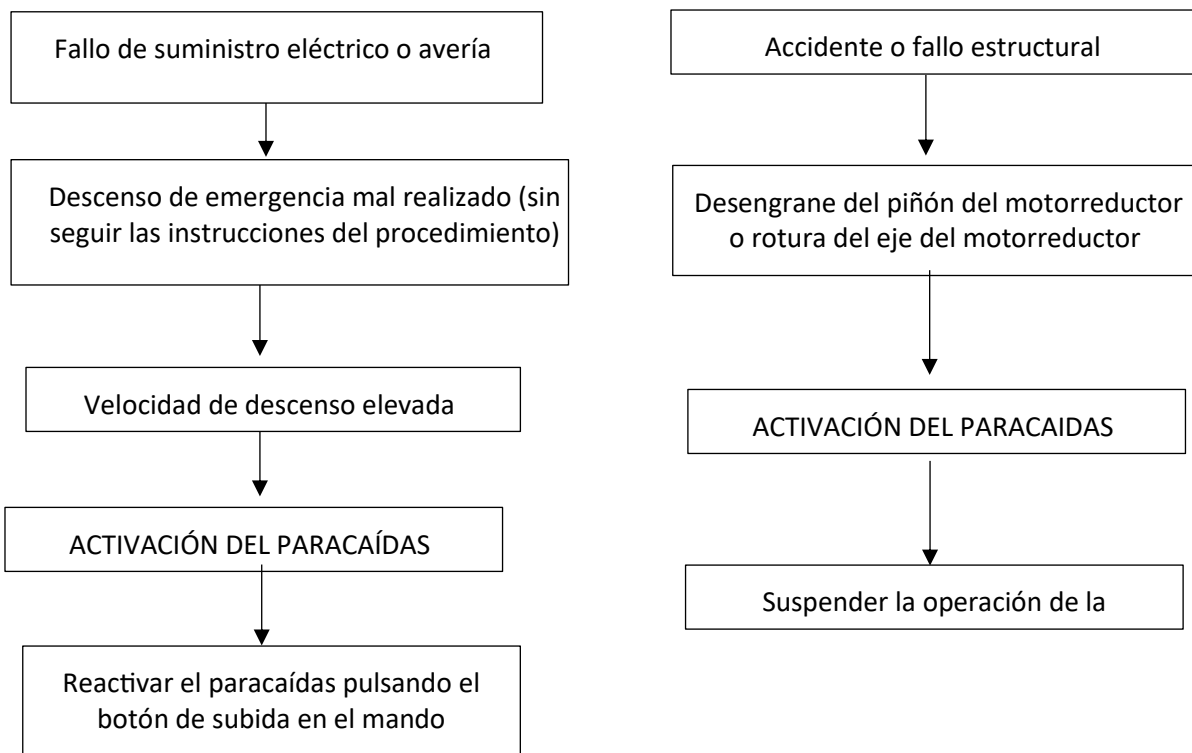 Fallo de suministro eléctrico o avería
Descenso de emergencia mal realizado (sin
seguir las instrucciones del procedimiento)
Velocidad de descenso elevada
ACTIVACIÓN DEL PARACAÍDAS
Reactivar el paracaídas pulsando el
botón de subida en el mando
Accidente o fallo estructural
Desengrane del piñón del motorreductor
o rotura del eje del motorreductor
ACTIVACIÓN DEL PARACAIDAS
Suspender la operación de la